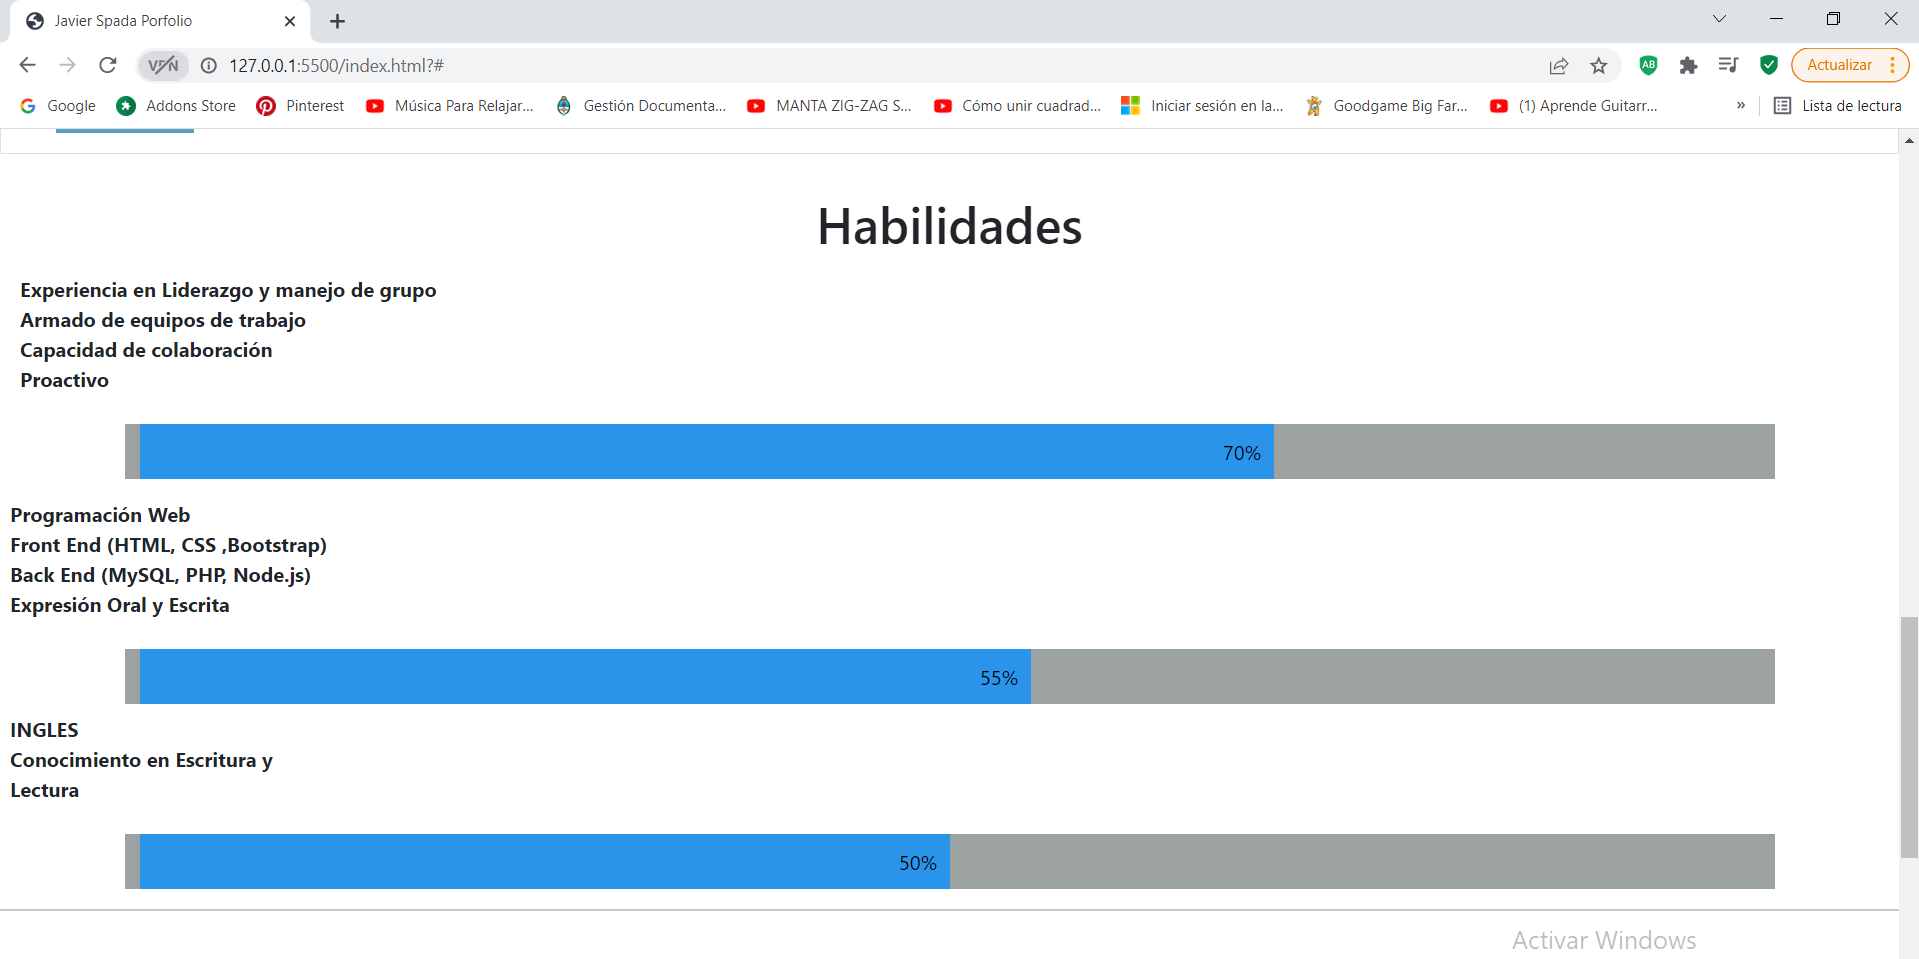 Javier Spada Porfolio
VPN
127.0.0.1:5500/index.html?#
AB
Actualizar
Google
Addons Store
Pinterest
Música Para Relajar...
Gestión Documenta...
MANTA ZIG-ZAG S...
Cómo unir cuadrad...
Iniciar sesión en la...
Goodgame Big Far...
(1) Aprende Guitarr...
»
Lista de lectura
Habilidades
Experiencia en Liderazgo y manejo de grupo
Armado de equipos de trabajo
Capacidad de colaboración
Proactivo
70%
Programación Web
Front End (HTML, CSS ,Bootstrap)
Back End (MySQL, PHP, Node.js)
Expresión Oral y Escrita
55%
INGLES
Conocimiento en Escritura y
Lectura
50%
Activar Windows